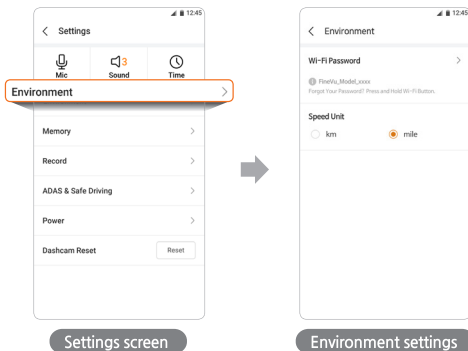 12:45
Settings
Mic
Sound
3
Time
Environment
Memory
Record
ADAS & Safe Driving
Power
Dashcam Reset
Reset
Settings screen
12:45
Environment
Wi-Fi Password
FineVu_Model_xxxx
Forgot Your Password? Press and Hold Wi-Fi Button.
Speed Unit
km
mile
Environment settings